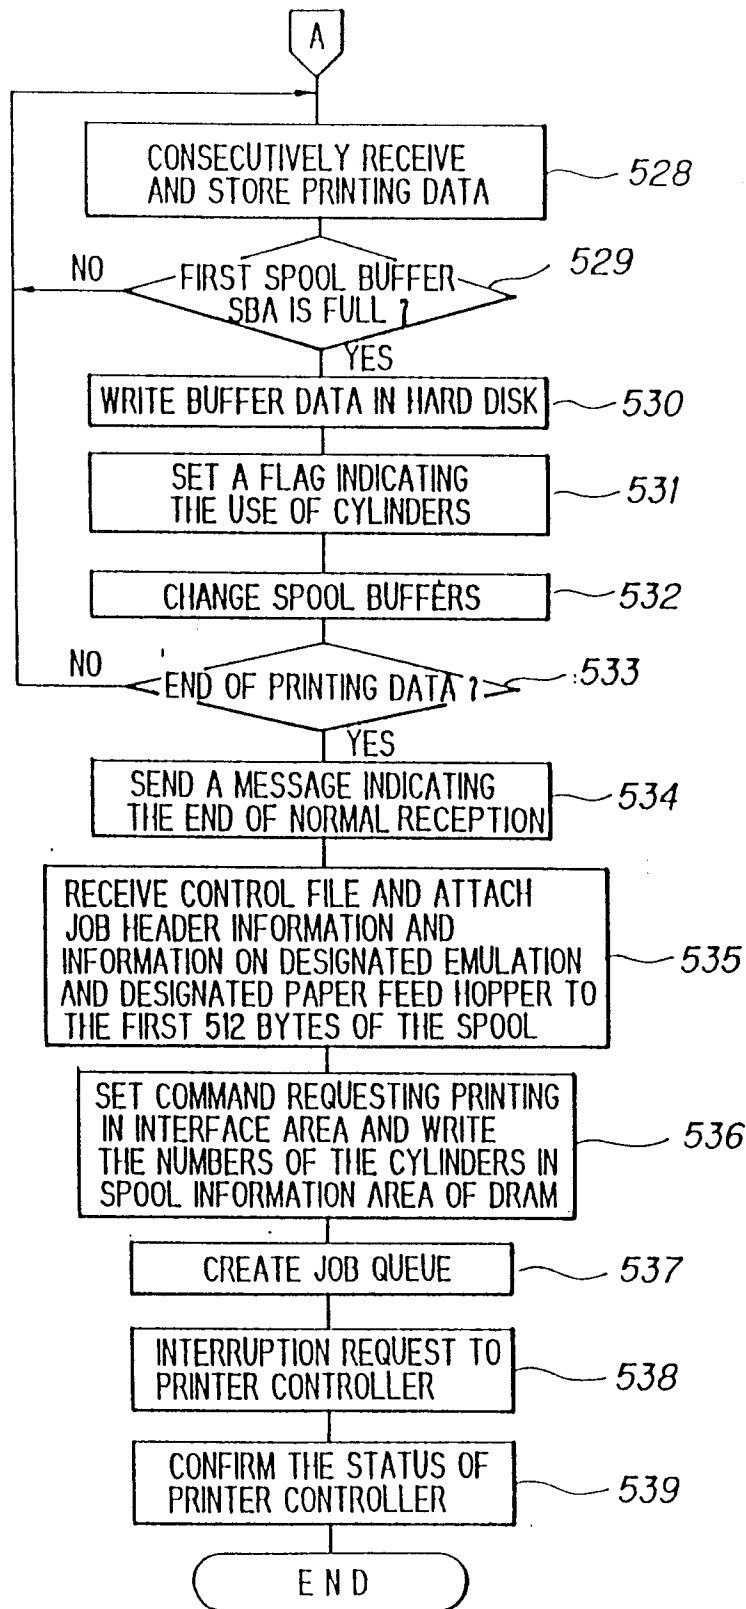 A
CONSECUTIVELY RECEIVE
AND STORE PRINTING DATA
528
NO
FIRST SPOOL BUFFER
SBA IS FULL ?
529
YES
WRITE BUFFER DATA IN HARD DISK
530
SET A FLAG INDICATING
THE USE OF CYLINDERS
531
CHANGE SPOOL BUFFERS
532
NO
END OF PRINTING DATA ?
533
YES
SEND A MESSAGE INDICATING
THE END OF NORMAL RECEPTION
534
RECEIVE CONTROL FILE AND ATTACH
JOB HEADER INFORMATION AND
INFORMATION ON DESIGNATED EMULATION
AND DESIGNATED PAPER FEED HOPPER TO
THE FIRST 512 BYTES OF THE SPOOL
535
SET COMMAND REQUESTING PRINTING
IN INTERFACE AREA AND WRITE
THE NUMBERS OF THE CYLINDERS IN
SPOOL INFORMATION AREA OF DRAM
536
CREATE JOB QUEUE
537
INTERRUPTION REQUEST TO
PRINTER CONTROLLER
538
CONFIRM THE STATUS OF
PRINTER CONTROLLER
539
END